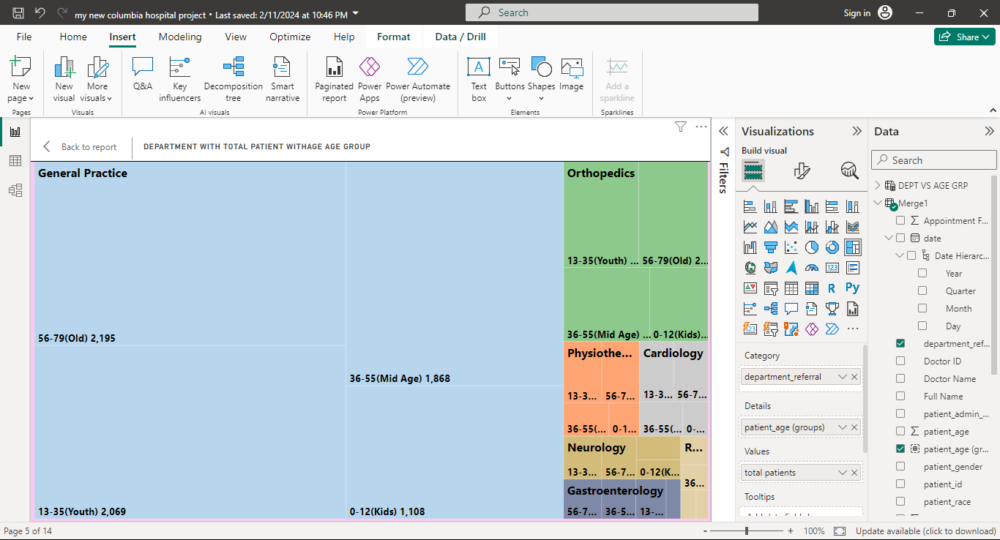 my new columbia hospital project • Last saved: 2/11/2024 at 10:46 PM
Search
Sign in
File Home Insert Modeling View Optimize Help Format Data / Drill
Share
New page
New visual
More visuals
Q&A
Key influencers
Decomposition tree
Smart narrative
Paginated report
Power Apps
Power Automate (preview)
Text box
Buttons
Shapes
Image
Add a sparkline
Pages
Visuals
AI visuals
Power Platform
Elements
Sparklines
Back to report
DEPARTMENT WITH TOTAL PATIENT WITHAGE AGE GROUP
General Practice
56-79(Old) 2,195
13-35(Youth) 2,069
36-55(Mid Age) 1,868
0-12(Kids) 1,108
Orthopedics
13-35(Youth) ...
56-79(Old) 2...
36-55(Mid Age) ...
0-12(Kids)...
Physiothe...
13-3...
56-7...
36-55(...
0-1...
Cardiology
13-3...
56-7...
36-55(...
0-...
Neurology
13-3...
56-7...
0-12(K...
R...
36...
Gastroenterology
56-7...
36-5...
13-...
Filters
Visualizations
Build visual
R
Py
123
Category
department_referral
Details
patient_age (groups)
Values
total patients
Tooltips
Data
Search
DEPT VS AGE GRP
Merge1
Appointment F...
date
Date Hierarc...
Year
Quarter
Month
Day
department_ref...
Doctor ID
Doctor Name
Full Name
patient_admin_...
patient_age
patient_age (gr...
patient_gender
patient_id
patient_race
Page 5 of 14
- + 100%
Update available (click to download)